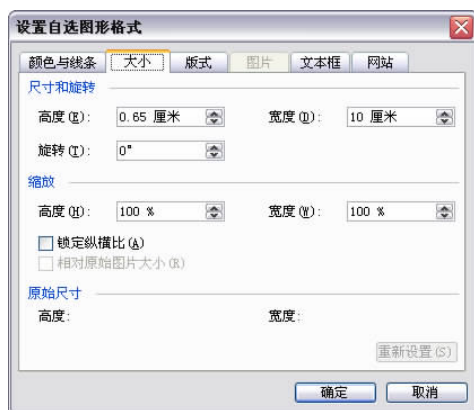 设置自选图形格式
颜色与线条 大小 版式 图片 文本框 网站
尺寸和旋转
高度(E): 0.65 厘米 宽度(D): 10 厘米
旋转(T): 0°
缩放
高度(H): 100 % 宽度(W): 100 %
锁定纵横比(A)
相对原始图片大小(R)
原始尺寸
高度: 宽度:
重新设置(S)
确定 取消